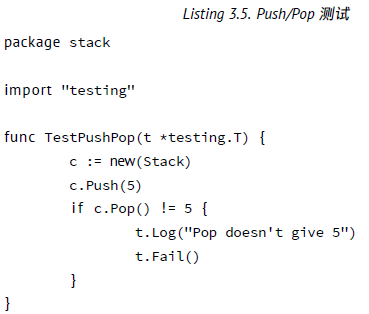 Listing 3.5. Push/Pop 测试
package stack
import "testing"
func TestPushPop(t *testing.T) {
c := new(Stack)
c.Push(5)
if c.Pop() != 5 {
t.Log("Pop doesn't give 5")
t.Fail()
}
}